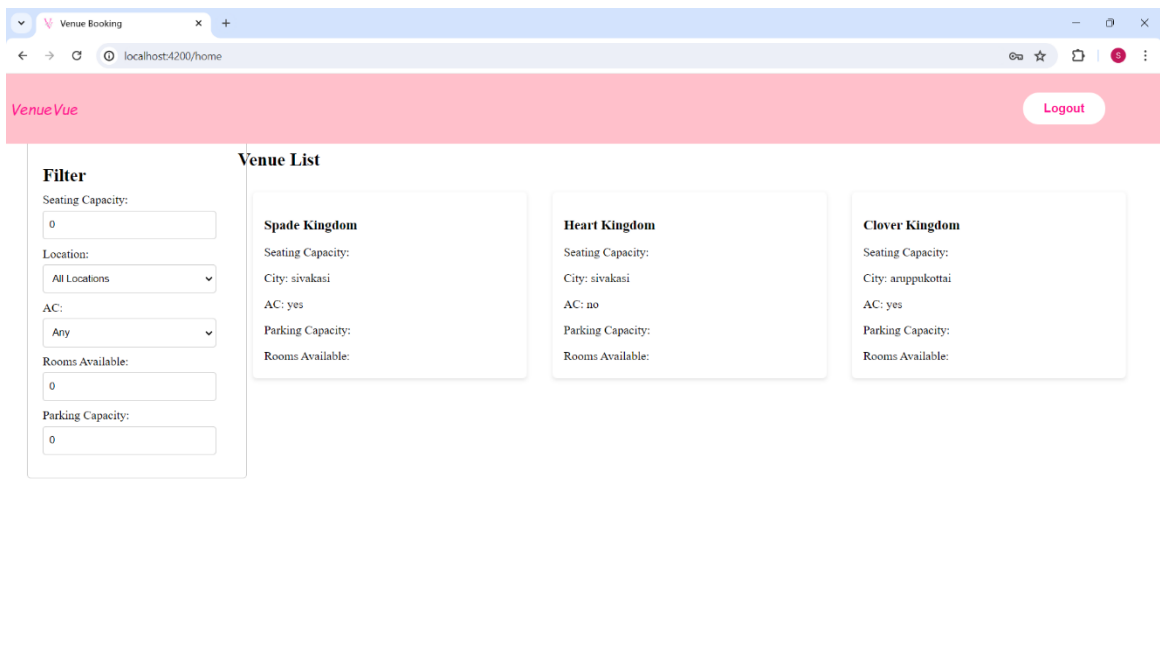 Venue Booking
localhost:4200/home
S
VenueVue
Logout
Filter
Seating Capacity:
0
Location:
All Locations
AC:
Any
Rooms Available:
0
Parking Capacity:
0
Venue List
Spade Kingdom
Seating Capacity:
City: sivakasi
AC: yes
Parking Capacity:
Rooms Available:
Heart Kingdom
Seating Capacity:
City: sivakasi
AC: no
Parking Capacity:
Rooms Available:
Clover Kingdom
Seating Capacity:
City: aruppukottai
AC: yes
Parking Capacity:
Rooms Available: